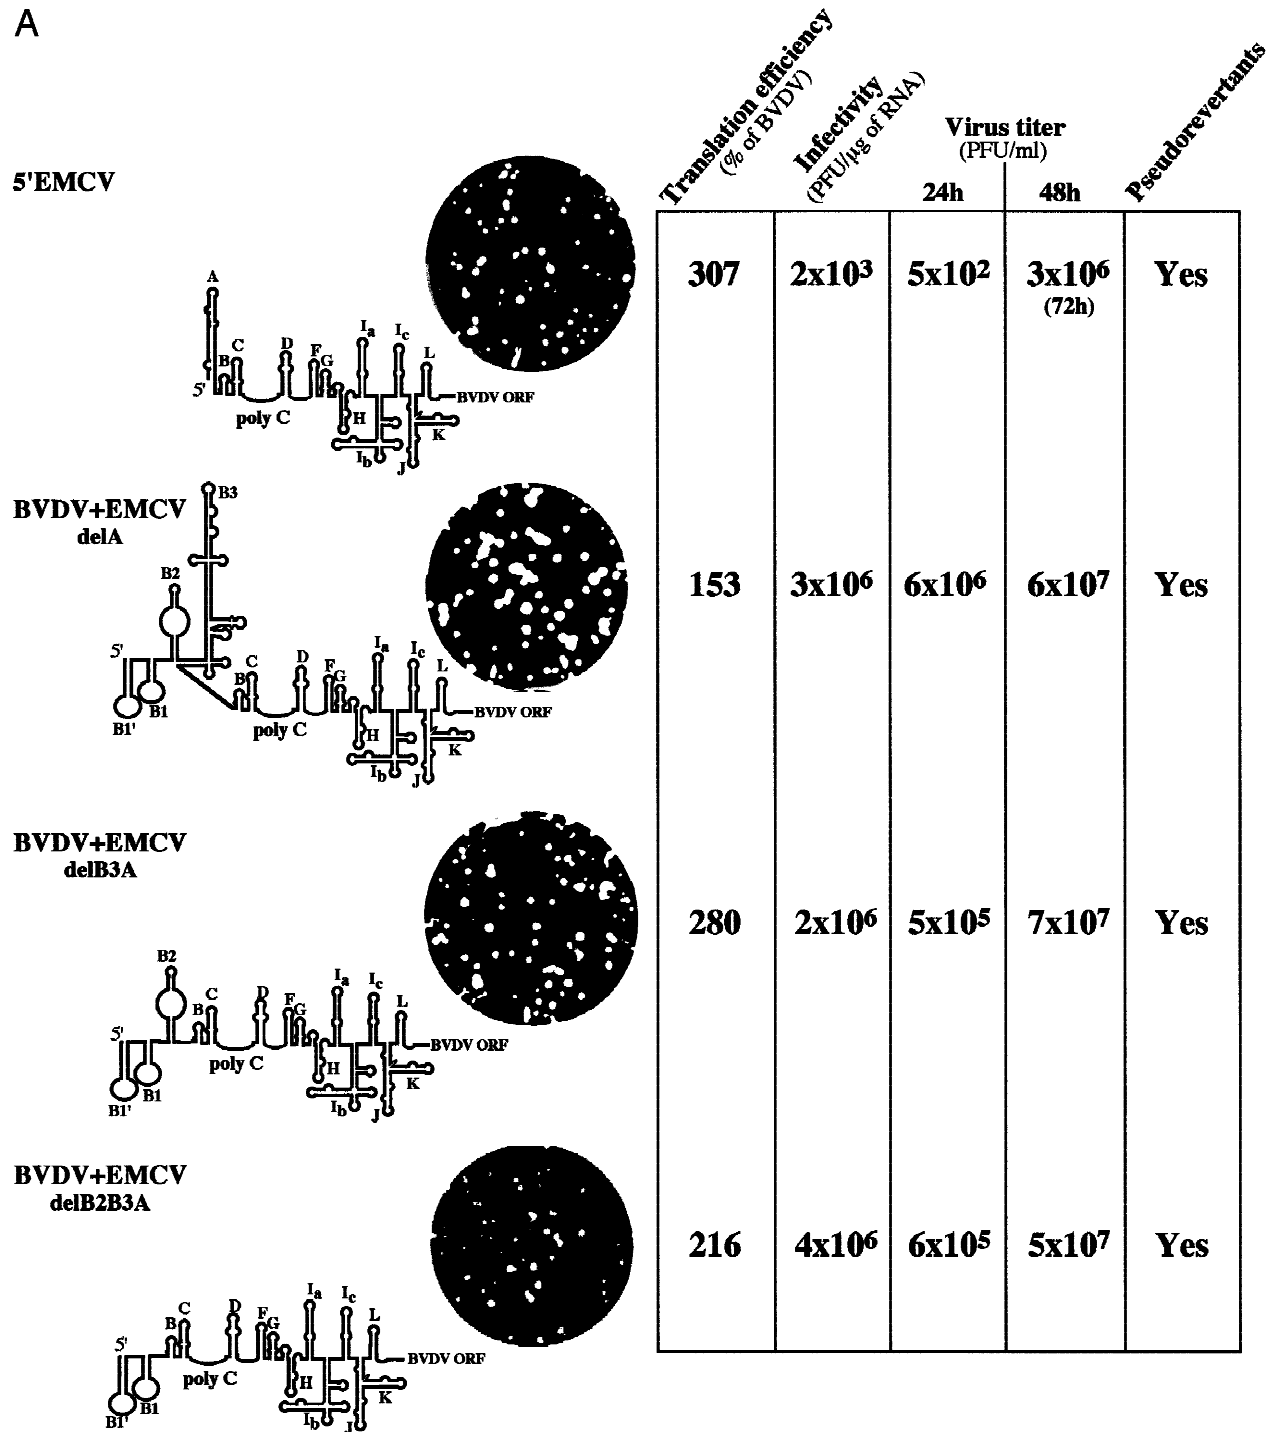 A
Translation efficiency
(% of BVDV)
Infectivity
(PFU/μg of RNA)
Virus titer
(PFU/ml)
24h
48h
Pseudorevertants
5'EMCV
307
2x10³
5x10²
3x10⁶
(72h)
Yes
A
5'
B
C
poly C
D
F
G
H
Ia
Ib
Ic
J
K
L
BVDV ORF
BVDV+EMCV
delA
153
3x10⁶
6x10⁶
6x10⁷
Yes
5'
B1'
B1
B2
B3
B
C
poly C
D
F
G
H
Ia
Ib
Ic
J
K
L
BVDV ORF
BVDV+EMCV
delB3A
280
2x10⁶
5x10⁵
7x10⁷
Yes
5'
B1'
B1
B2
B
C
poly C
D
F
G
H
Ia
Ib
Ic
J
K
L
BVDV ORF
BVDV+EMCV
delB2B3A
216
4x10⁶
6x10⁵
5x10⁷
Yes
5'
B1'
B1
B
C
poly C
D
F
G
H
Ia
Ib
Ic
J
K
L
BVDV ORF